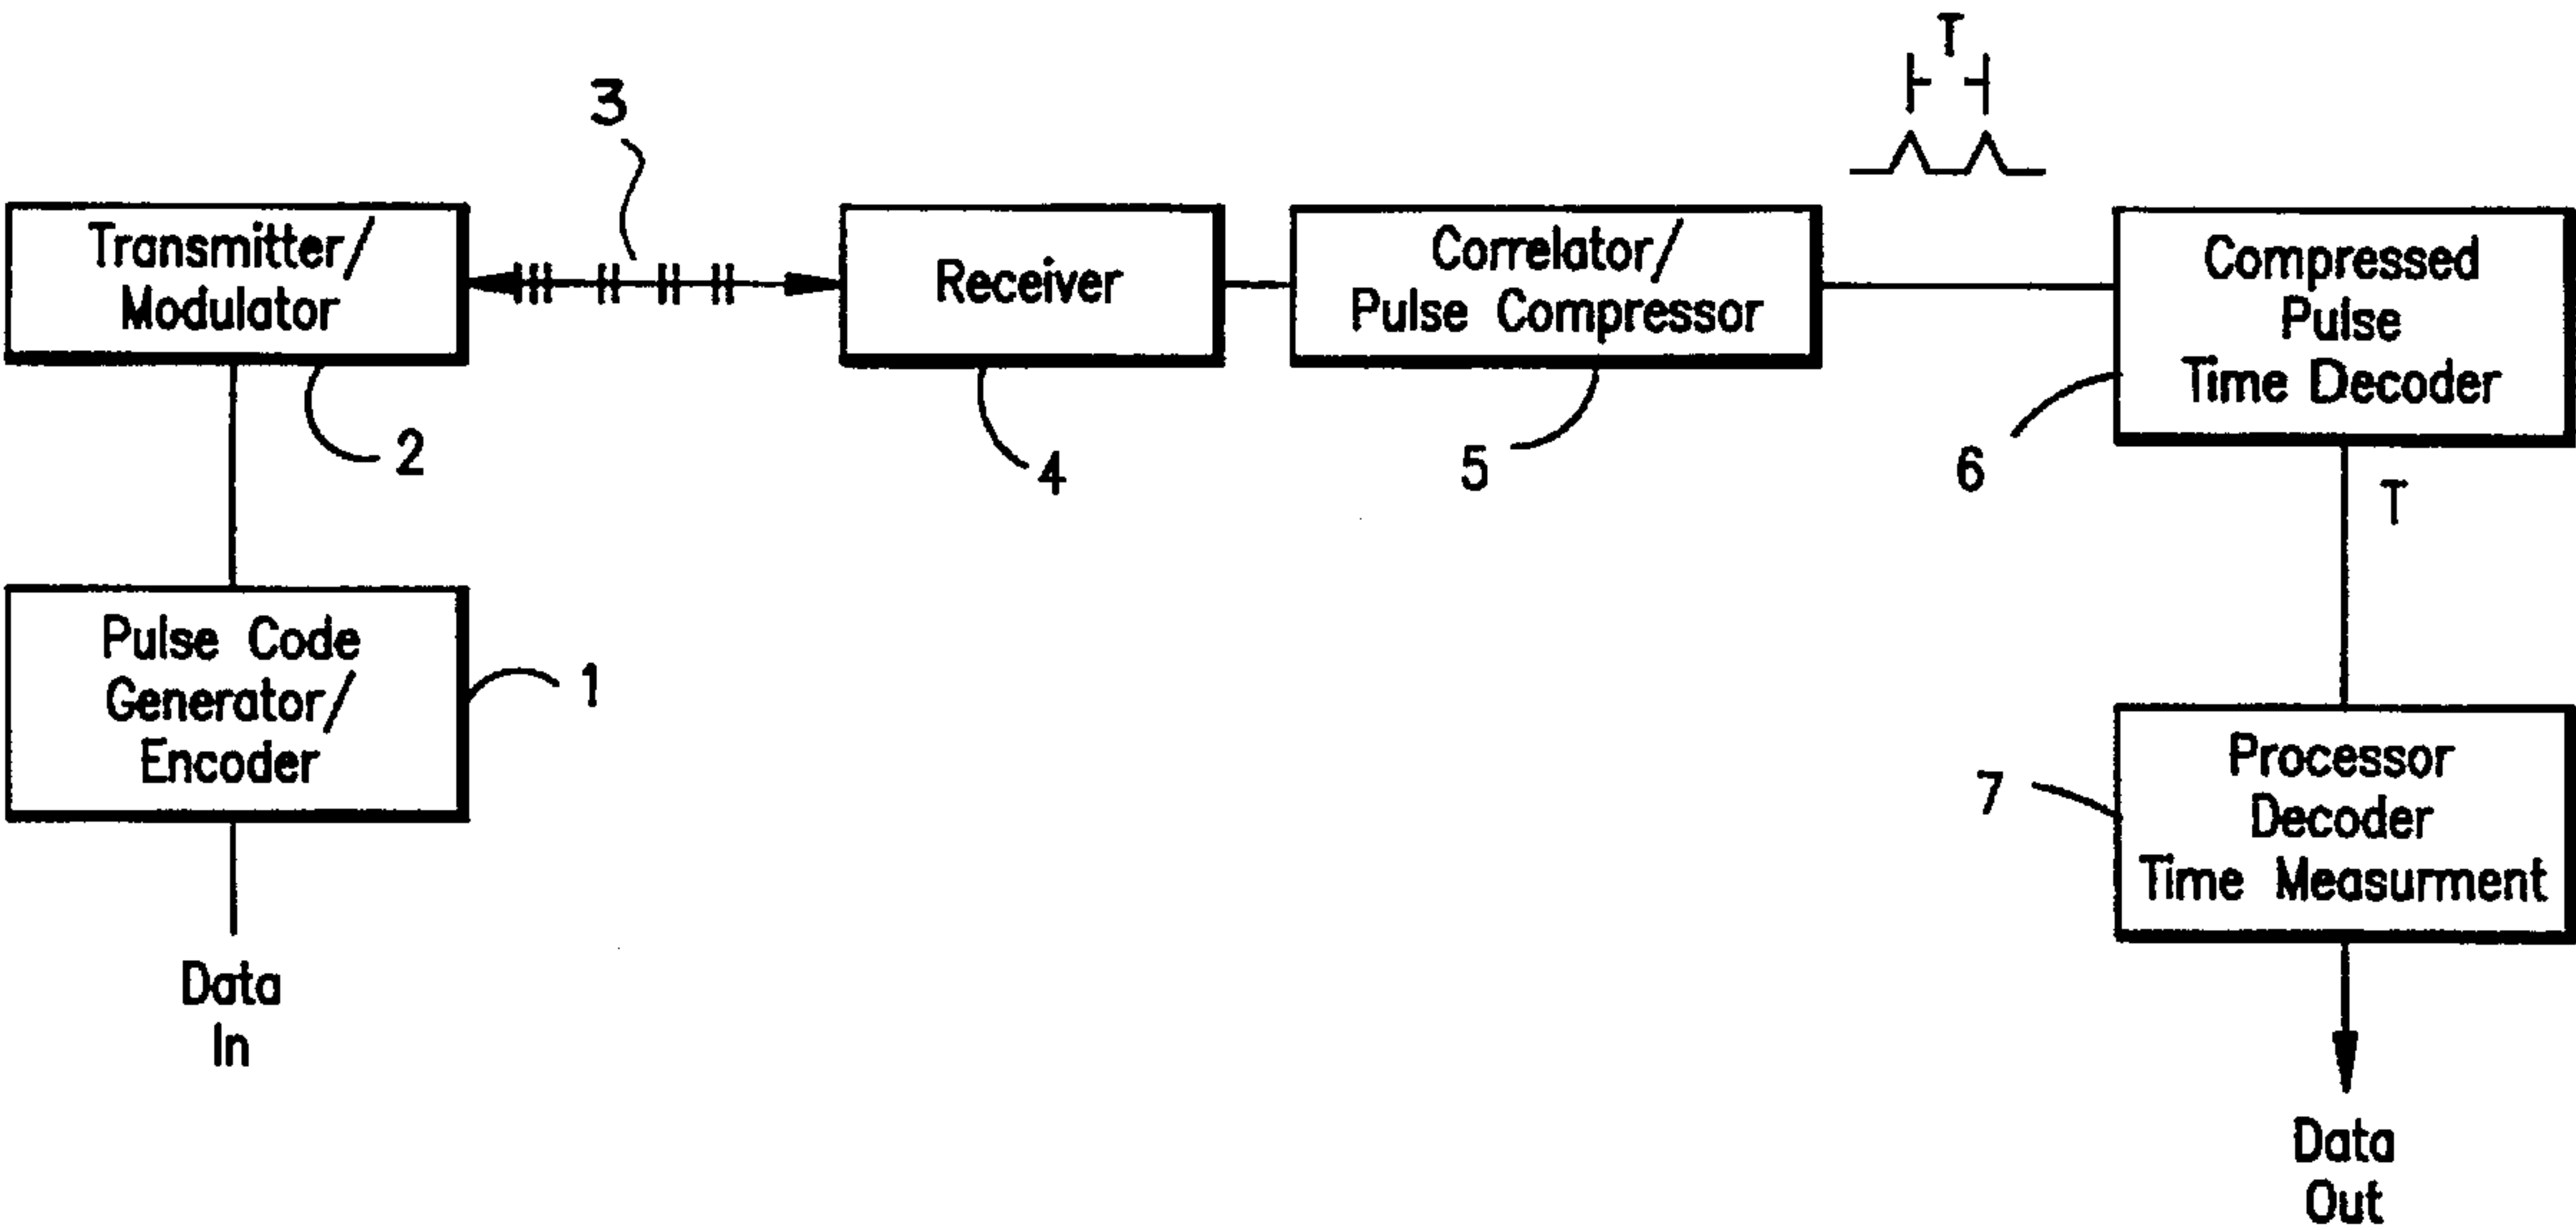 T
3
Transmitter/
Modulator
Receiver
Correlator/
Pulse Compressor
Compressed
Pulse
Time Decoder
2
4
5
6
T
Pulse Code
Generator/
Encoder
1
Processor
Decoder
Time Measurment
7
Data
In
Data
Out